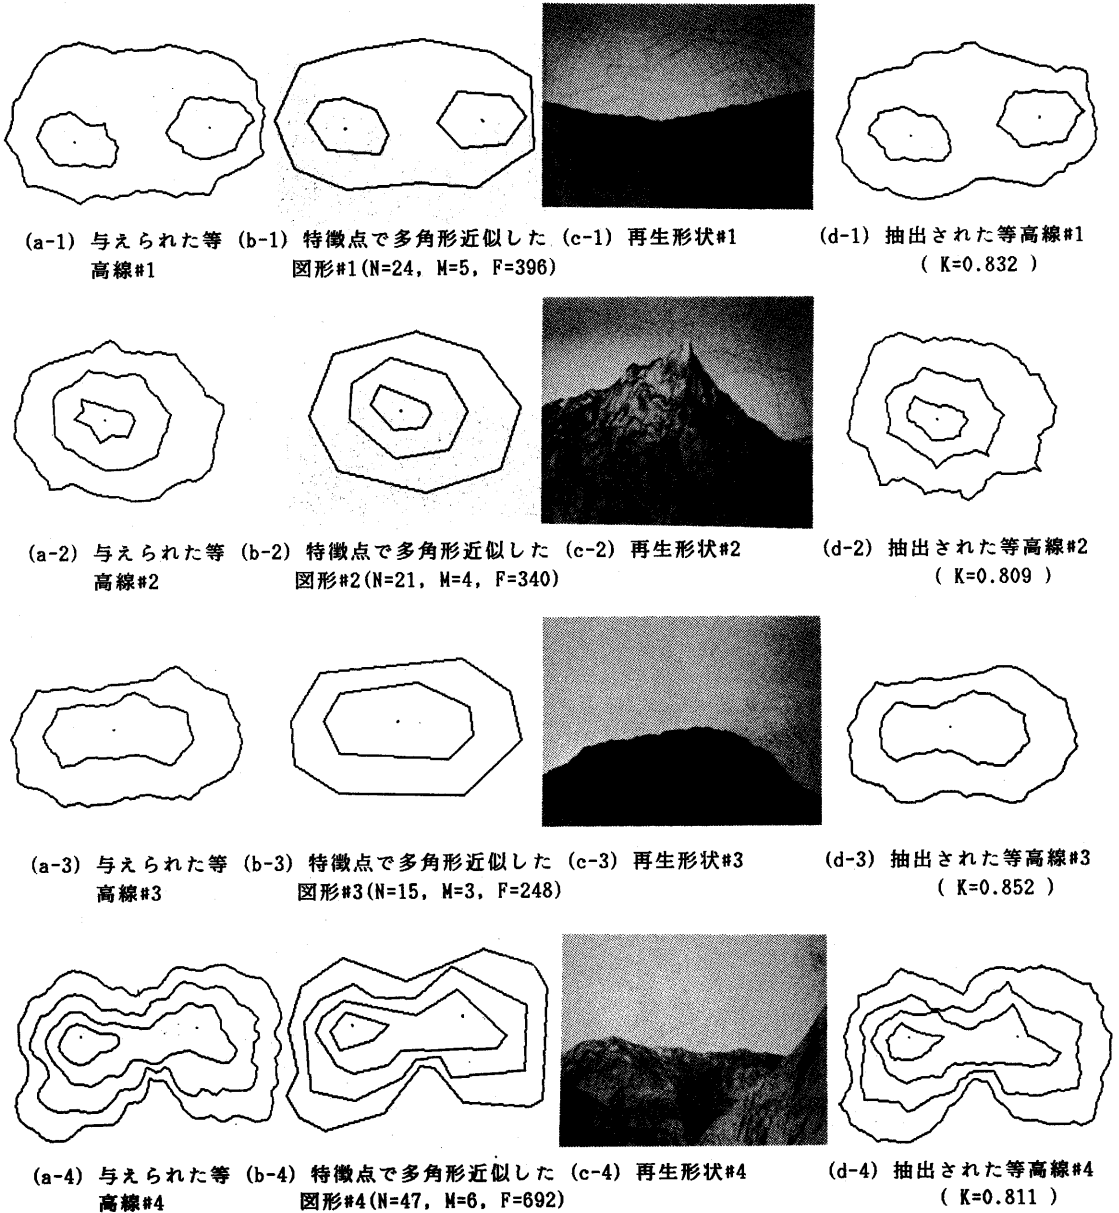 (a-1) 与えられた等 (b-1) 特徴点で多角形近似した (c-1) 再生形状#1 (d-1) 抽出された等高線#1
高線#1 図形#1(N=24, M=5, F=396) ( K=0.832 )
(a-2) 与えられた等 (b-2) 特徴点で多角形近似した (c-2) 再生形状#2 (d-2) 抽出された等高線#2
高線#2 図形#2(N=21, M=4, F=340) ( K=0.809 )
(a-3) 与えられた等 (b-3) 特徴点で多角形近似した (c-3) 再生形状#3 (d-3) 抽出された等高線#3
高線#3 図形#3(N=15, M=3, F=248) ( K=0.852 )
(a-4) 与えられた等 (b-4) 特徴点で多角形近似した (c-4) 再生形状#4 (d-4) 抽出された等高線#4
高線#4 図形#4(N=47, M=6, F=692) ( K=0.811 )